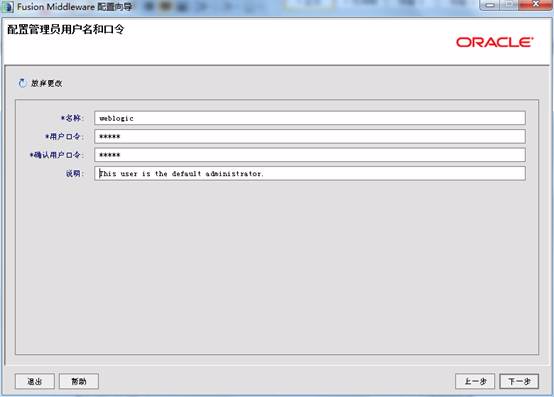 Fusion Middleware 配置向导
配置管理员用户名和口令
ORACLE
放弃更改
*名称: weblogic
*用户口令: *****
*确认用户口令: *****
说明: This user is the default administrator.
退出 帮助 上一步 下一步